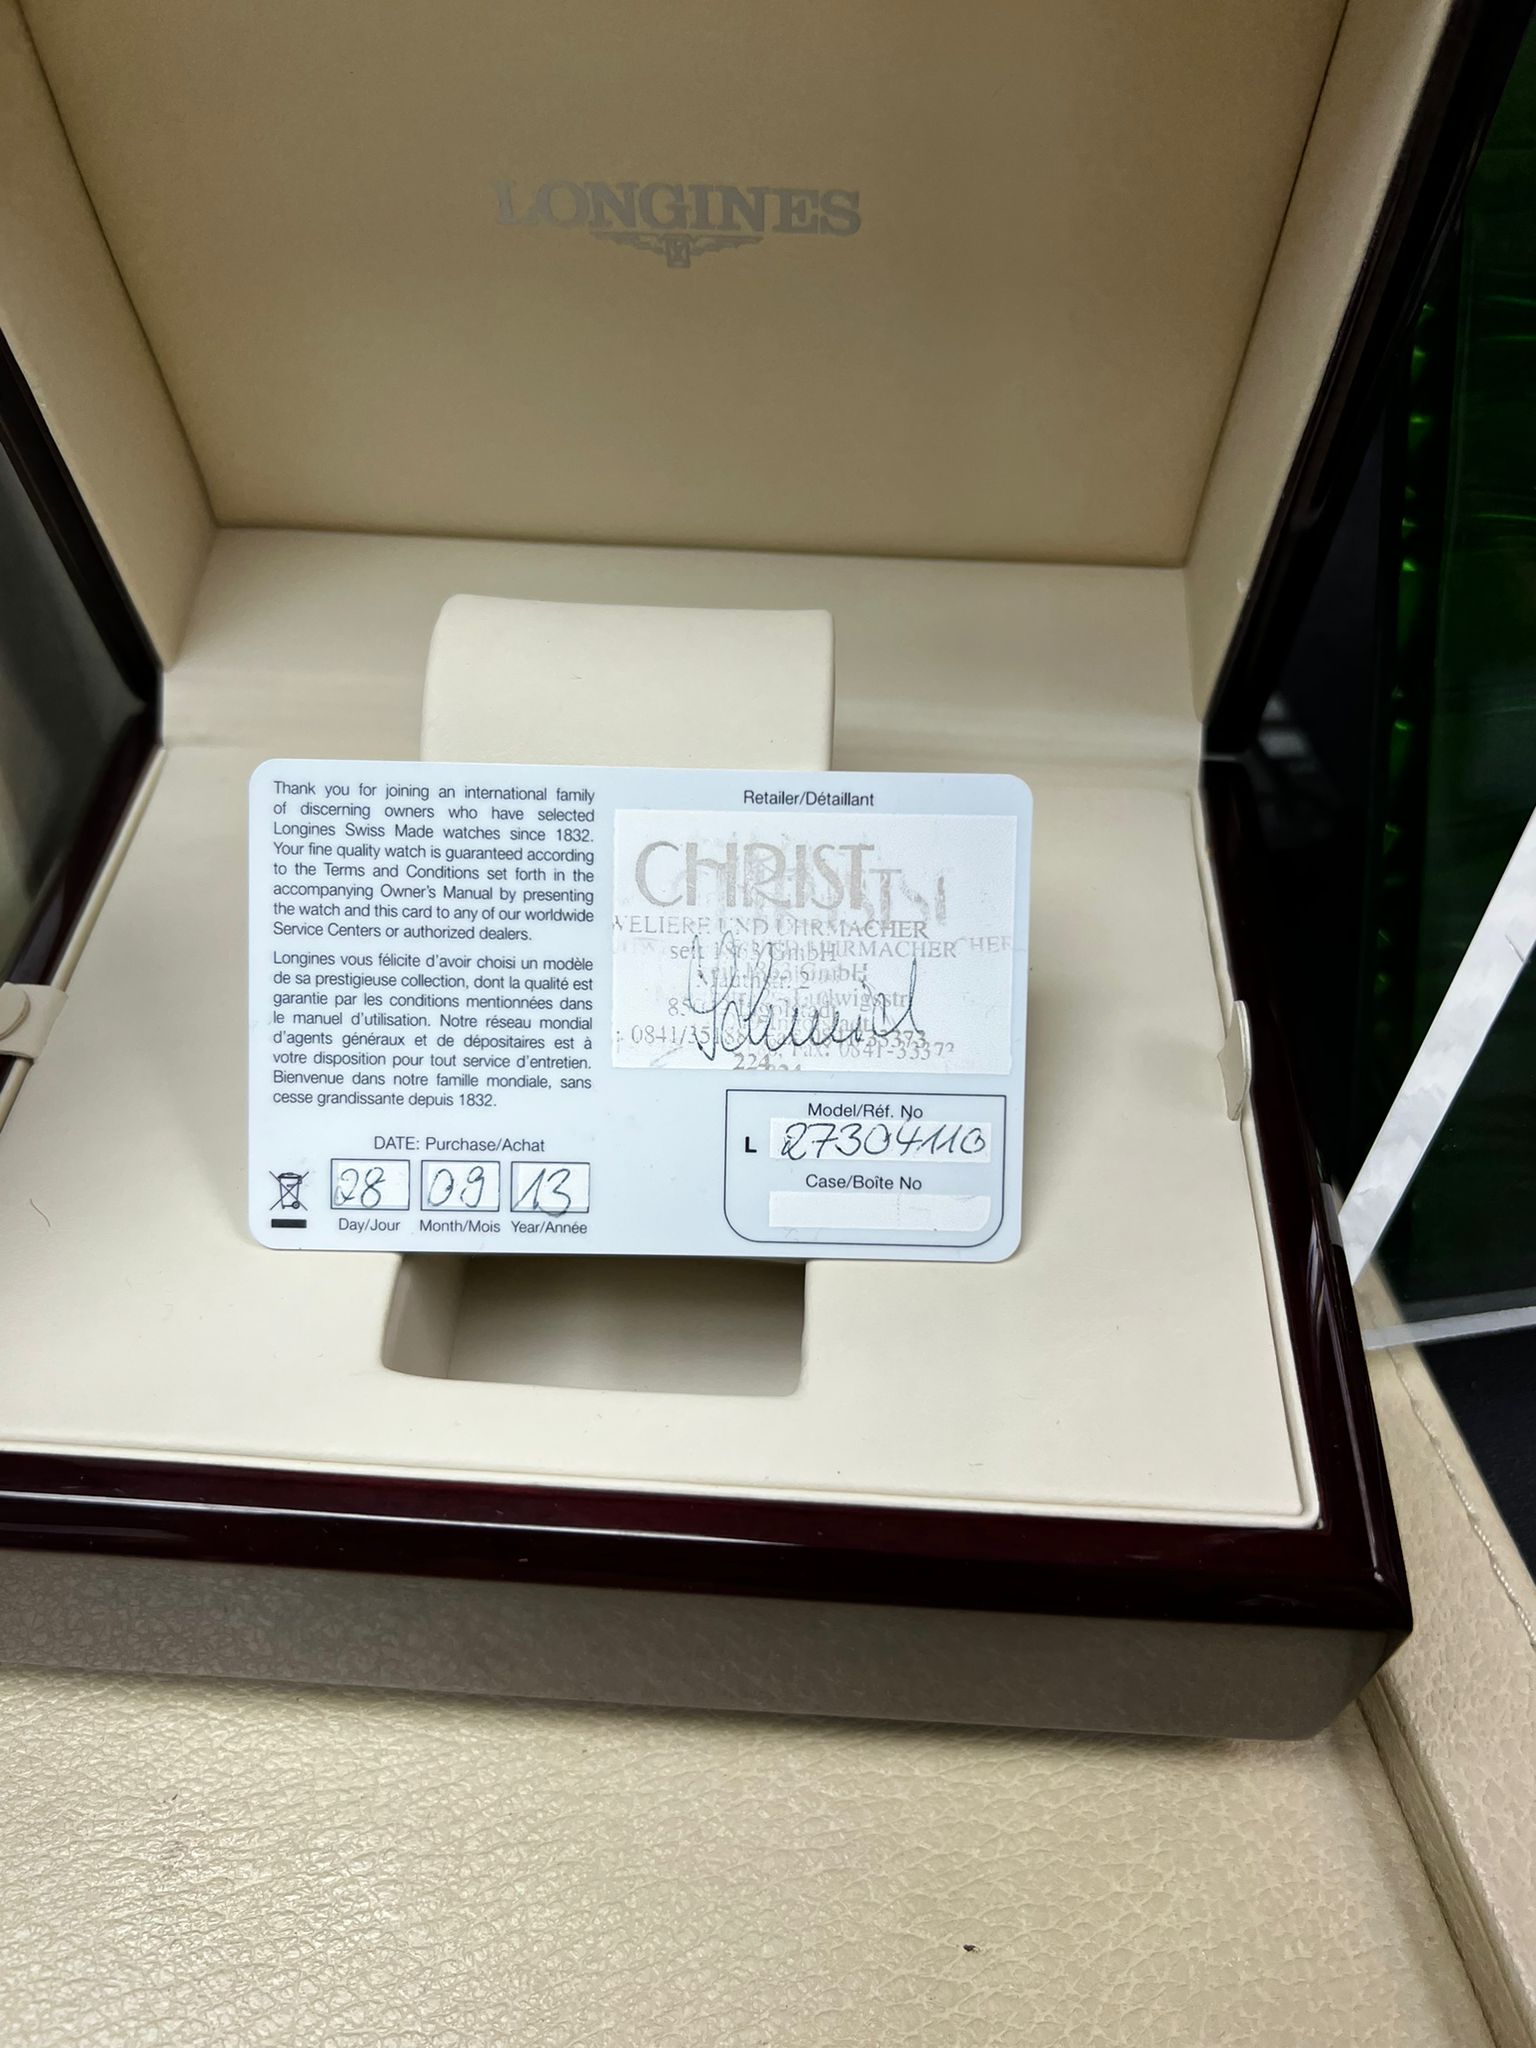 LONGINES
Thank you for joining an international family
of discerning owners who have selected
Longines Swiss Made watches since 1832.
Your fine quality watch is guaranteed according
to the Terms and Conditions set forth in the
accompanying Owner's Manual by presenting
the watch and this card to any of our worldwide
Service Centers or authorized dealers.
Longines vous félicite d'avoir choisi un modèle
de sa prestigieuse collection, dont la qualité est
garantie par les conditions mentionnées dans
le manuel d'utilisation. Notre réseau mondial
d'agents généraux et de dépositaires est à
votre disposition pour tout service d'entretien.
Bienvenue dans notre famille mondiale, sans
cesse grandissante depuis 1832.
DATE: Purchase/Achat
28 09 13
Day/Jour Month/Mois Year/Année
Retailer/Détaillant
CHRIST
WELIERE UND UHRMACHER
seit 1863 GmbH
224
Model/Réf. No
L 27304110
Case/Boîte No